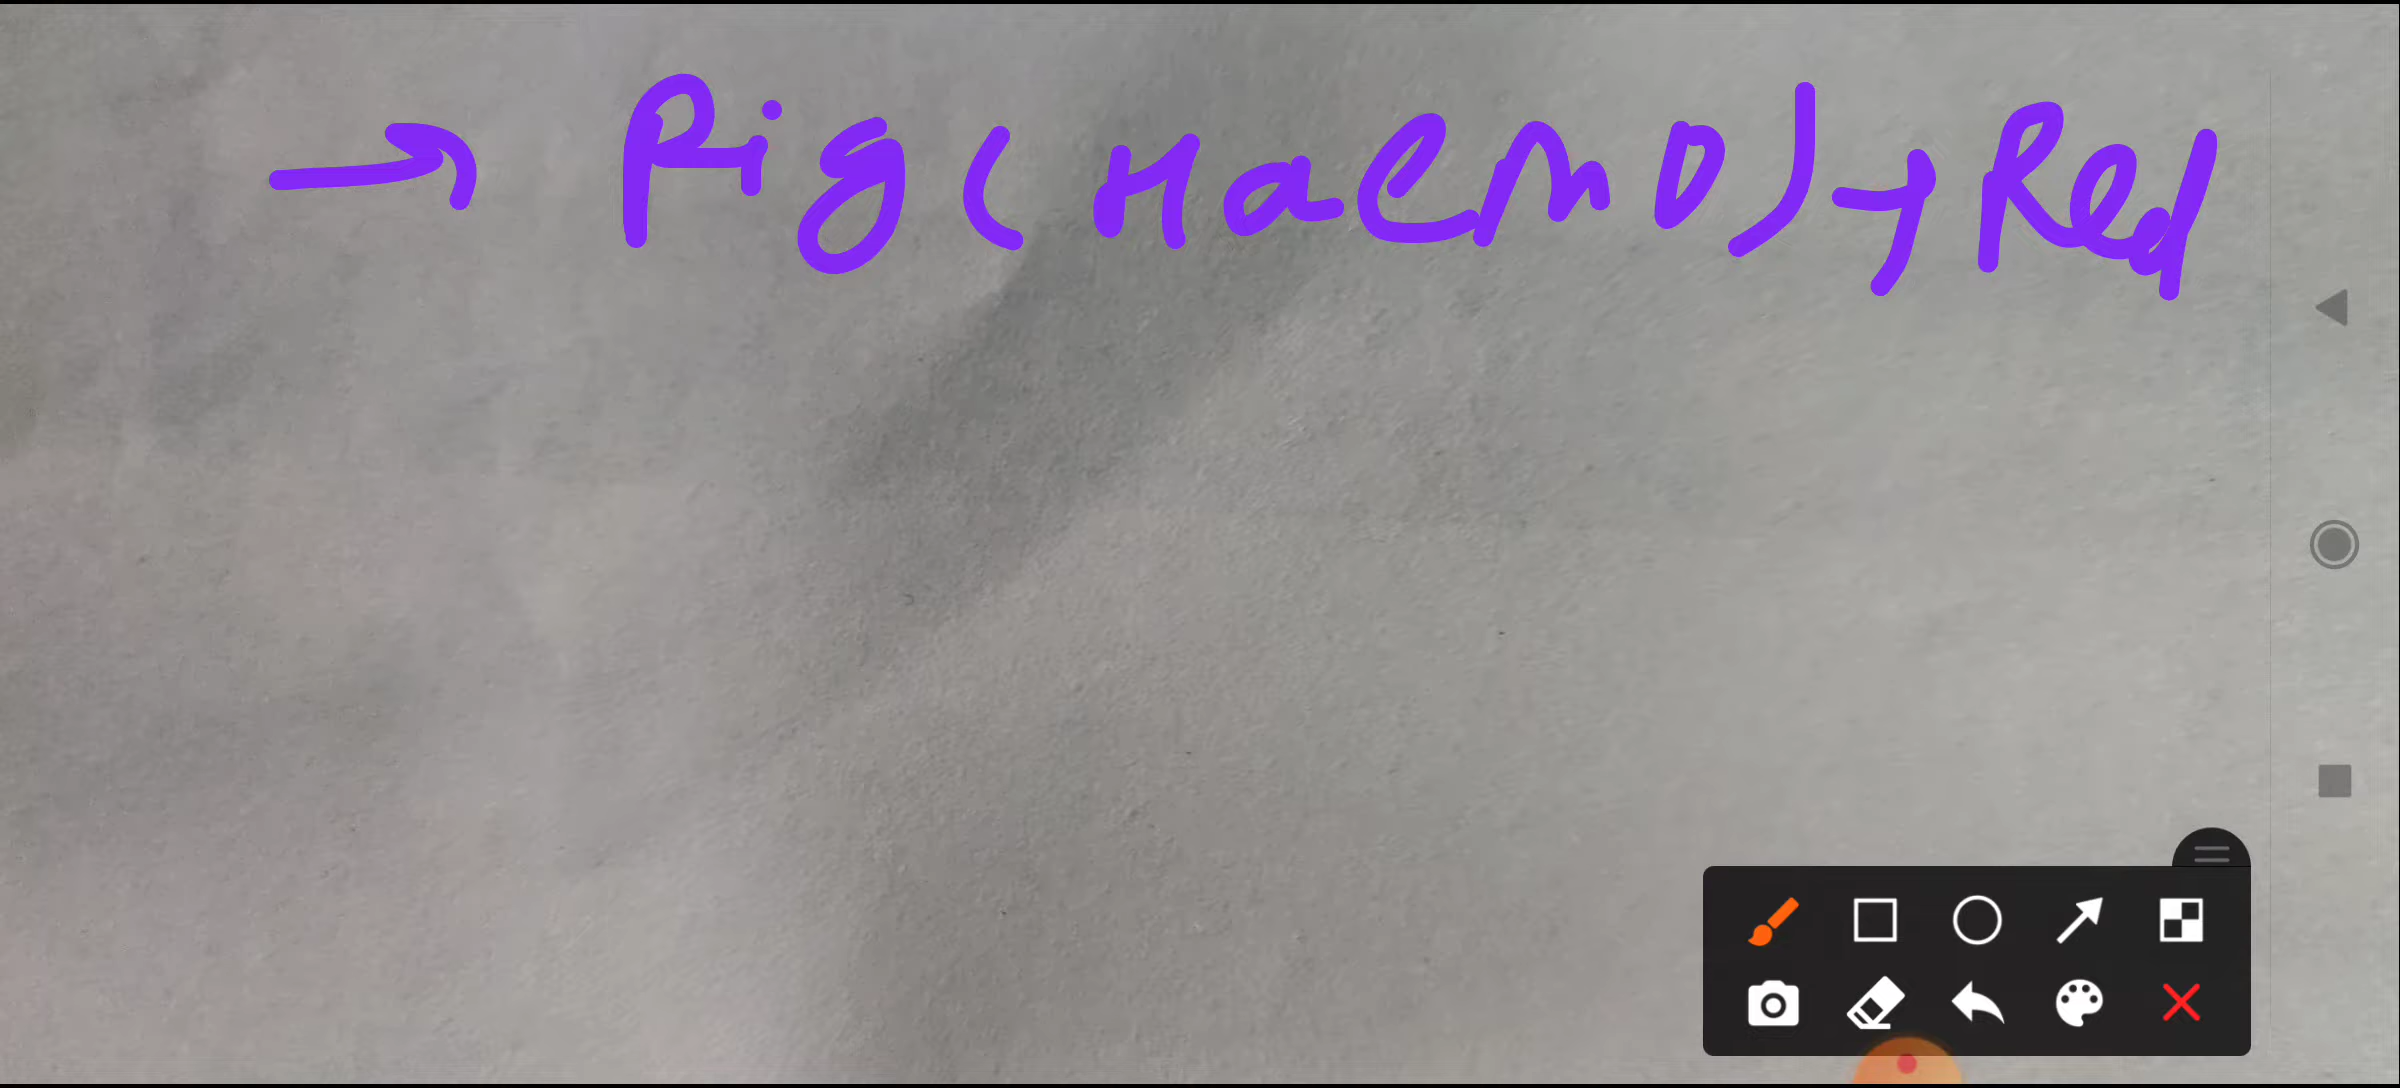 → Pig (Haemo) → Red